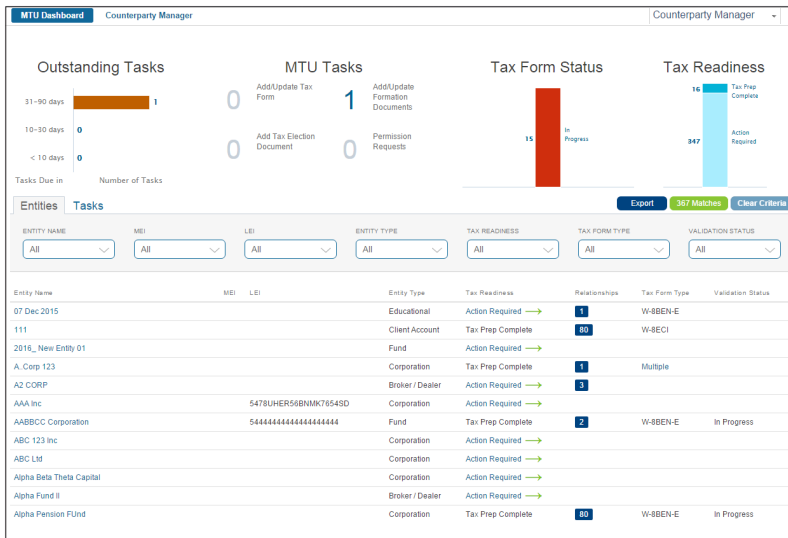 MTU Dashboard Counterparty Manager Counterparty Manager
Outstanding Tasks MTU Tasks Tax Form Status Tax Readiness
31-90 days 1
10-30 days 0
< 10 days 0
Tasks Due in Number of Tasks
0 Add/Update Tax
Form
1 Add/Update
Formation
Documents
0 Add Tax Election
Document
0 Permission
Requests
15 In
Progress
16 Tax Prep
Complete
347 Action
Required
Entities Tasks Export 367 Matches Clear Criteria
ENTITY NAME MEI LEI ENTITY TYPE TAX READINESS TAX FORM TYPE VALIDATION STATUS
All All All All All All All
Entity Name MEI LEI Entity Type Tax Readiness Relationships Tax Form Type Validation Status
07 Dec 2015 Educational Action Required 1 W-8BEN-E
111 Client Account Tax Prep Complete 80 W-8ECI
2016_ New Entity 01 Fund Action Required
A..Corp 123 Corporation Tax Prep Complete 1 Multiple
A2 CORP Broker / Dealer Action Required 3
AAA Inc 5478UHER56BNMK7654SD Corporation Action Required
AABBCC Corporation 54444444444444444444 Fund Tax Prep Complete 2 W-8BEN-E In Progress
ABC 123 Inc Corporation Action Required
ABC Ltd Corporation Action Required
Alpha Beta Theta Capital Corporation Action Required
Alpha Fund II Broker / Dealer Action Required
Alpha Pension FUnd Corporation Tax Prep Complete 80 W-8BEN-E In Progress